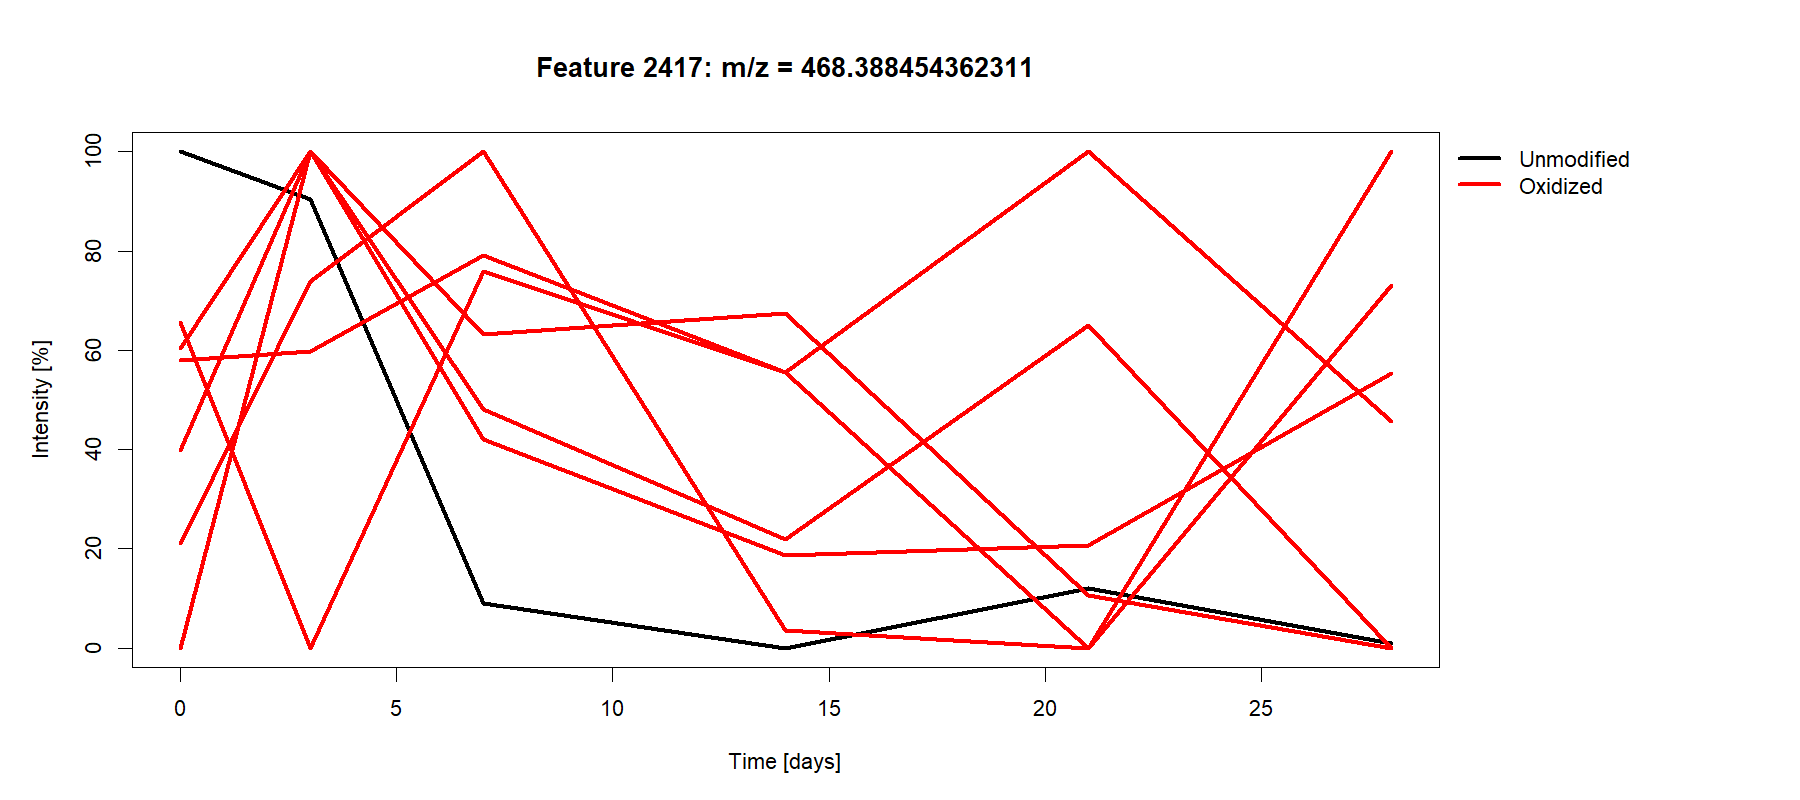 Feature 2417: m/z = 468.388454362311
Unmodified
Oxidized
Intensity [%]
100
80
60
40
20
0
0 5 10 15 20 25
Time [days]